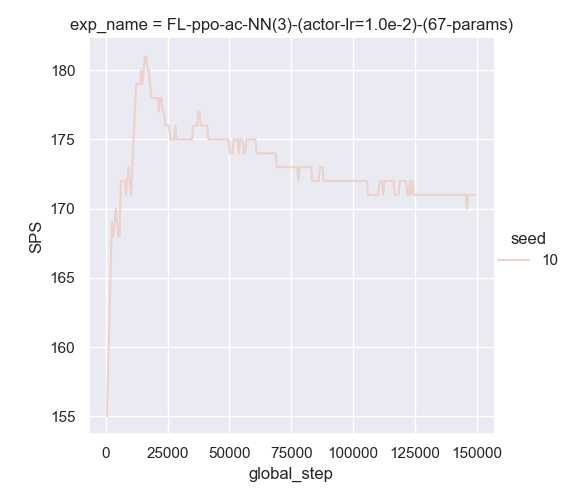 exp_name = FL-ppo-ac-NN(3)-(actor-lr=1.0e-2)-(67-params)
180
175
170
165
160
155
SPS
0 25000 50000 75000 100000 125000 150000
global_step
seed
10